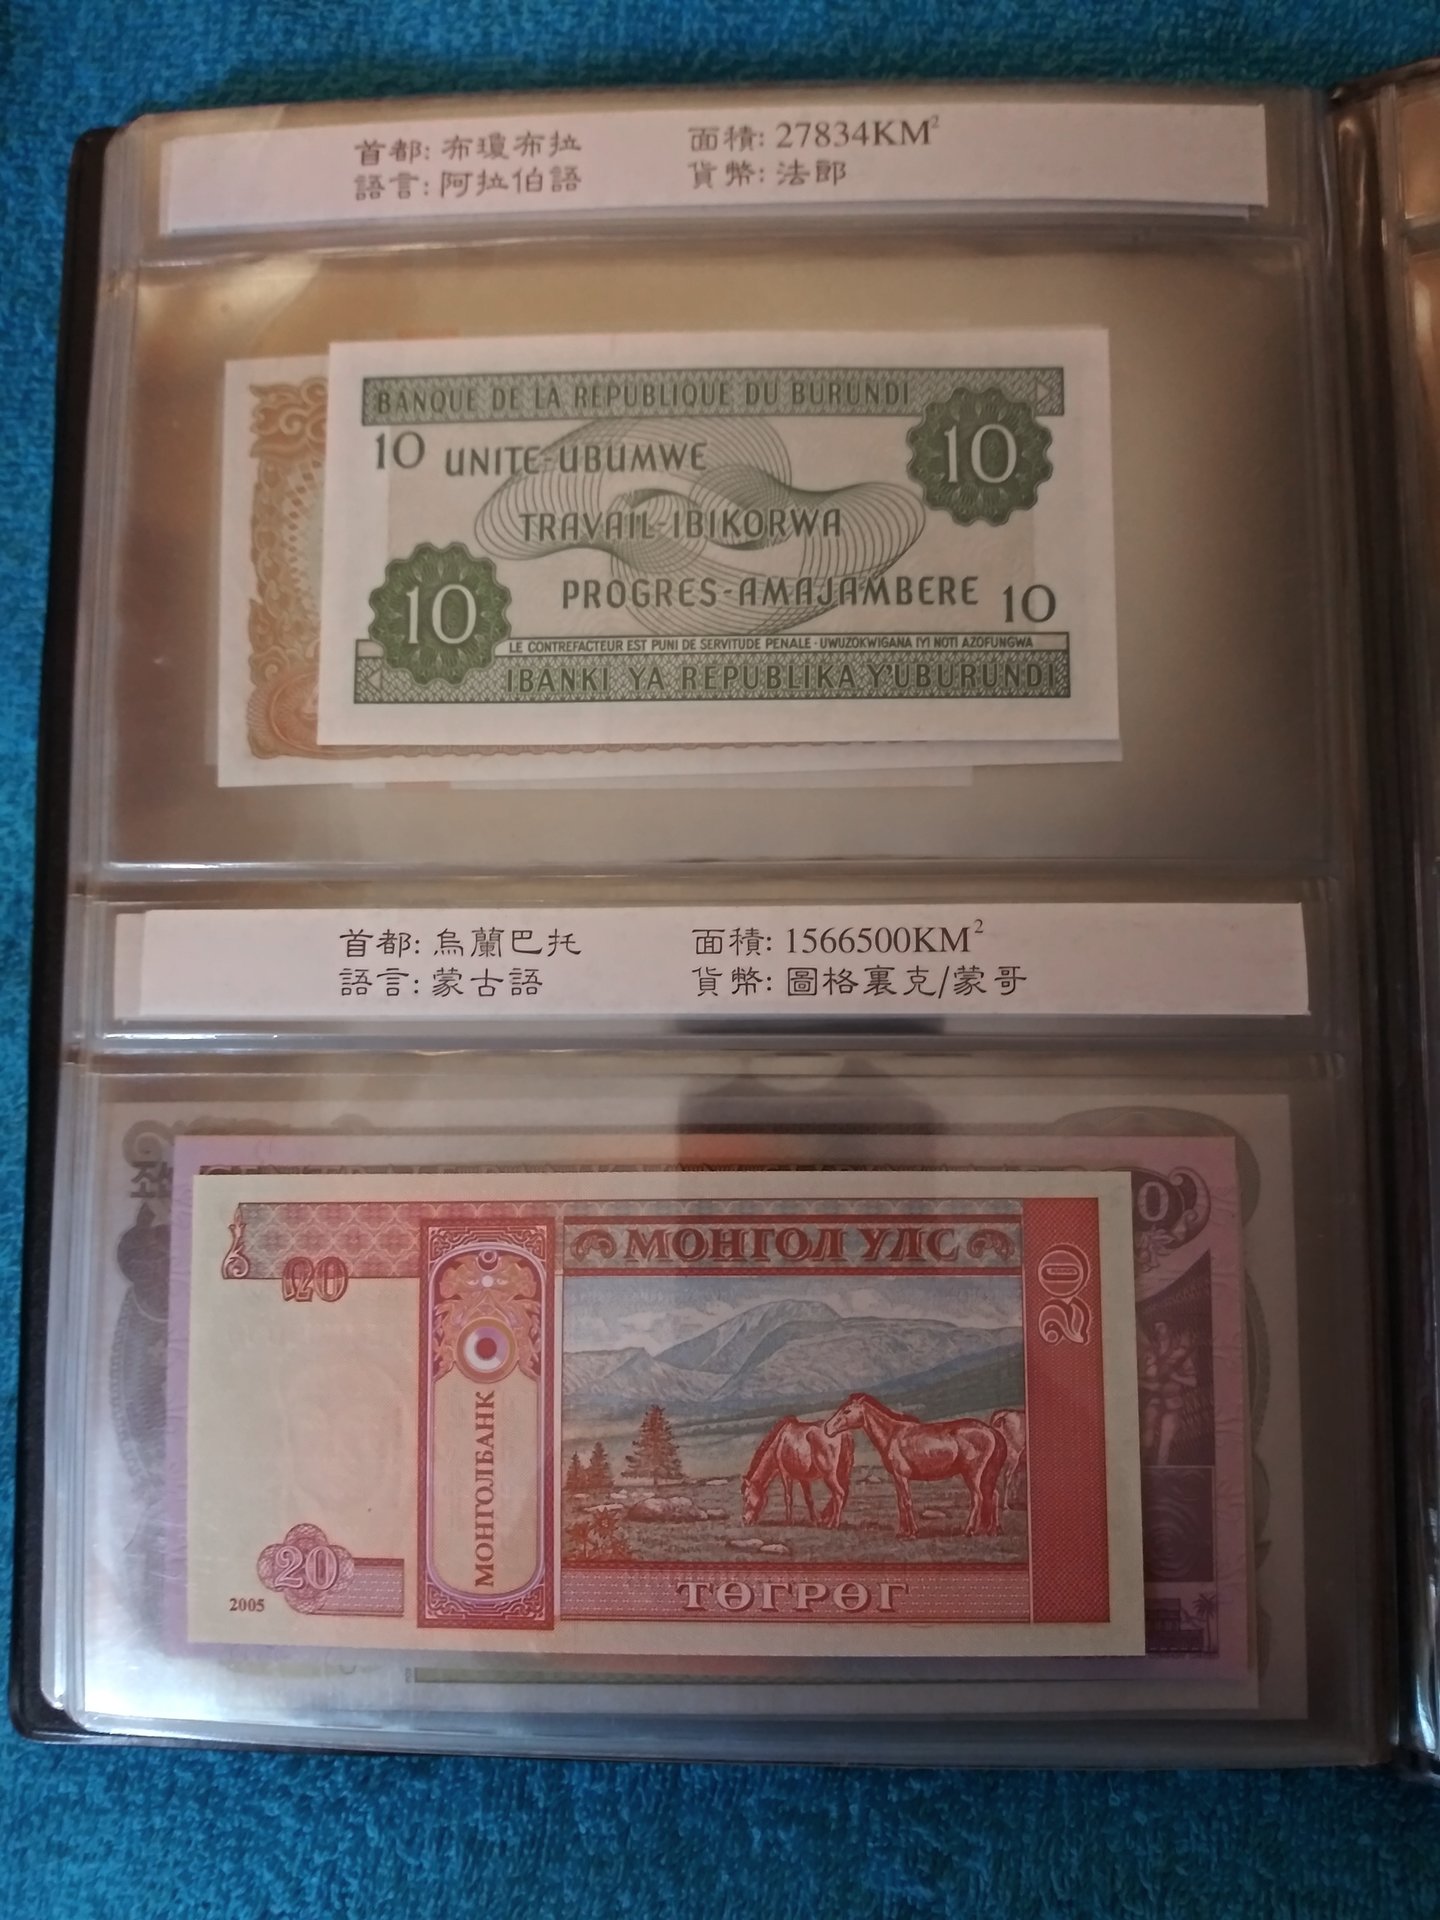 首都: 布瓊布拉 面積: 27834KM²
語言: 阿拉伯語 貨幣: 法郎
BANQUE DE LA REPUBLIQUE DU BURUNDI
10 UNITE-UBUMWE 10
TRAVAIL-IBIKORWA
10 PROGRES-AMAJAMBERE 10
LE CONTREFACTEUR EST PUNI DE SERVITUDE PENALE · UWUZOKWIGANA IYI NOTI AZOFUNGWA
IBANKI YA REPUBLIKA Y'UBURUNDI
首都: 烏蘭巴托 面積: 1566500KM²
語言: 蒙古語 貨幣: 圖格裏克/蒙哥
МОНГОЛ УЛС
20
МОНГОЛБАНК
20
2005
ТӨГРӨГ